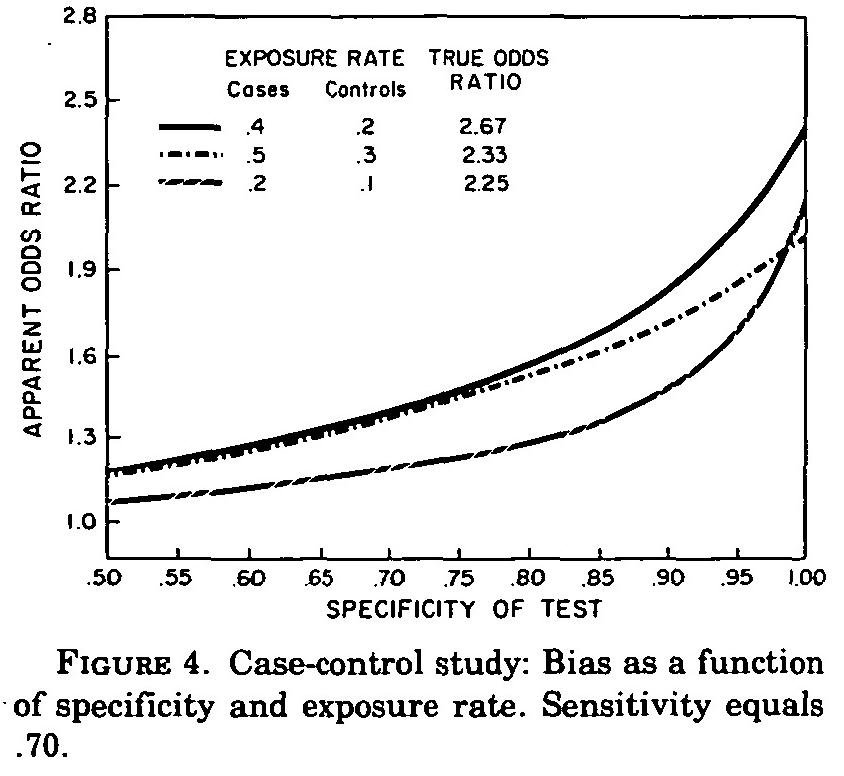 2.8
2.5
2.2
1.9
1.6
1.3
1.0
APPARENT ODDS RATIO
EXPOSURE RATE TRUE ODDS
Cases Controls RATIO
.4 .2 2.67
.5 .3 2.33
.2 .1 2.25
.50 .55 .60 .65 .70 .75 .80 .85 .90 .95 1.00
SPECIFICITY OF TEST
FIGURE 4. Case-control study: Bias as a function
of specificity and exposure rate. Sensitivity equals
.70.